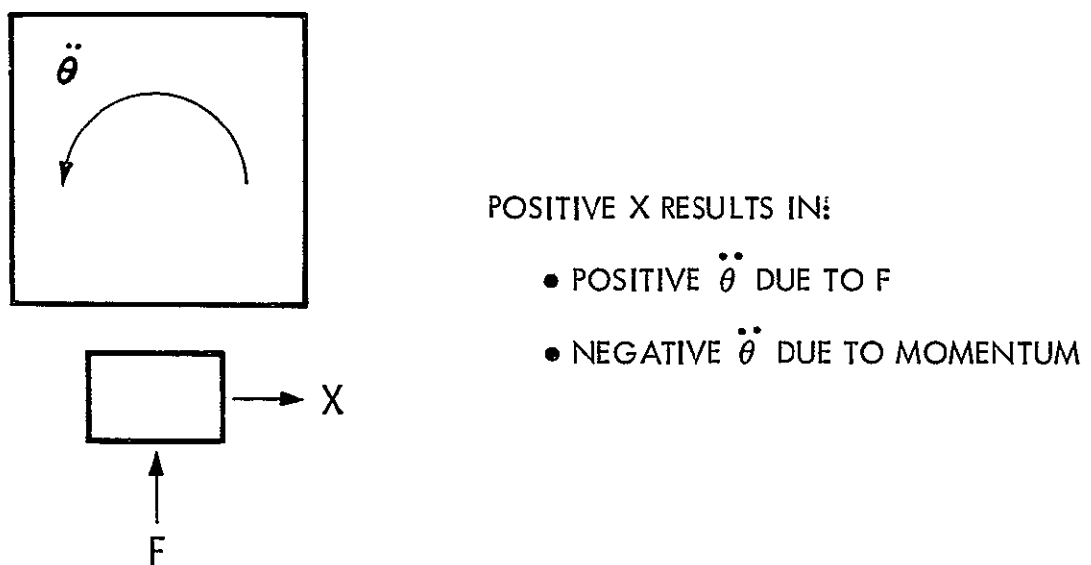 θ̈
POSITIVE X RESULTS IN:
• POSITIVE θ̈ DUE TO F
• NEGATIVE θ̈ DUE TO MOMENTUM
X
F